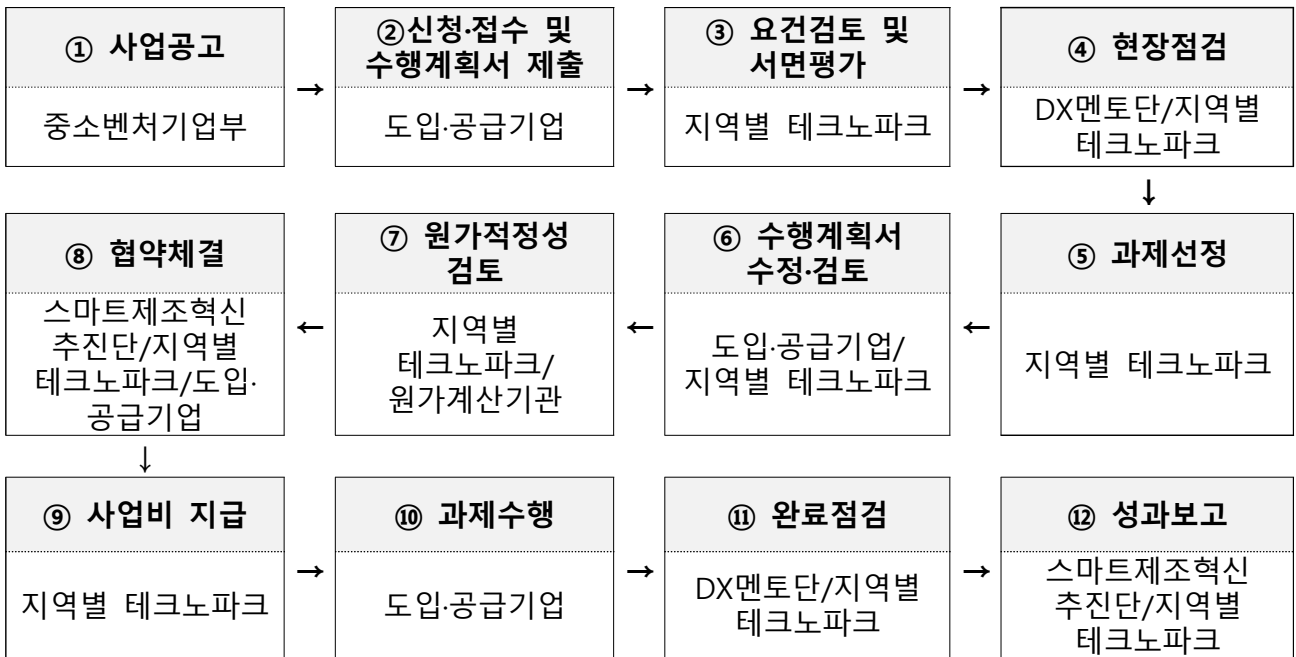 ① 사업공고
중소벤처기업부
→
②신청·접수 및
수행계획서 제출
도입·공급기업
→
③ 요건검토 및
서면평가
지역별 테크노파크
→
④ 현장점검
DX멘토단/지역별
테크노파크
↓
⑧ 협약체결
스마트제조혁신
추진단/지역별
테크노파크/도입·
공급기업
←
⑦ 원가적정성
검토
지역별
테크노파크/
원가계산기관
←
⑥ 수행계획서
수정·검토
도입·공급기업/
지역별 테크노파크
←
⑤ 과제선정
지역별 테크노파크
↓
⑨ 사업비 지급
지역별 테크노파크
→
⑩ 과제수행
도입·공급기업
→
⑪ 완료점검
DX멘토단/지역별
테크노파크
→
⑫ 성과보고
스마트제조혁신
추진단/지역별
테크노파크